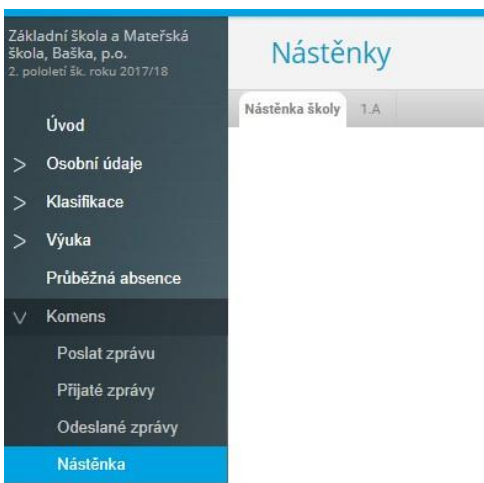 Základní škola a Mateřská
škola, Baška, p.o.
2. pololetí šk. roku 2017/18
Nástěnky
Nástěnka školy
1.A
Úvod
> Osobní údaje
> Klasifikace
> Výuka
Průběžná absence
Komens
Poslat zprávu
Přijaté zprávy
Odeslané zprávy
Nástěnka